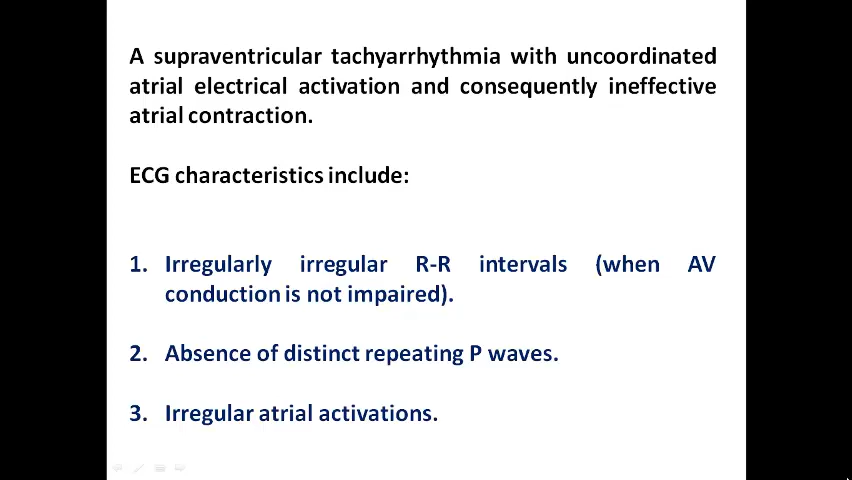 A supraventricular tachyarrhythmia with uncoordinated
atrial electrical activation and consequently ineffective
atrial contraction.
ECG characteristics include:
1. Irregularly irregular R-R intervals (when AV
conduction is not impaired).
2. Absence of distinct repeating P waves.
3. Irregular atrial activations.